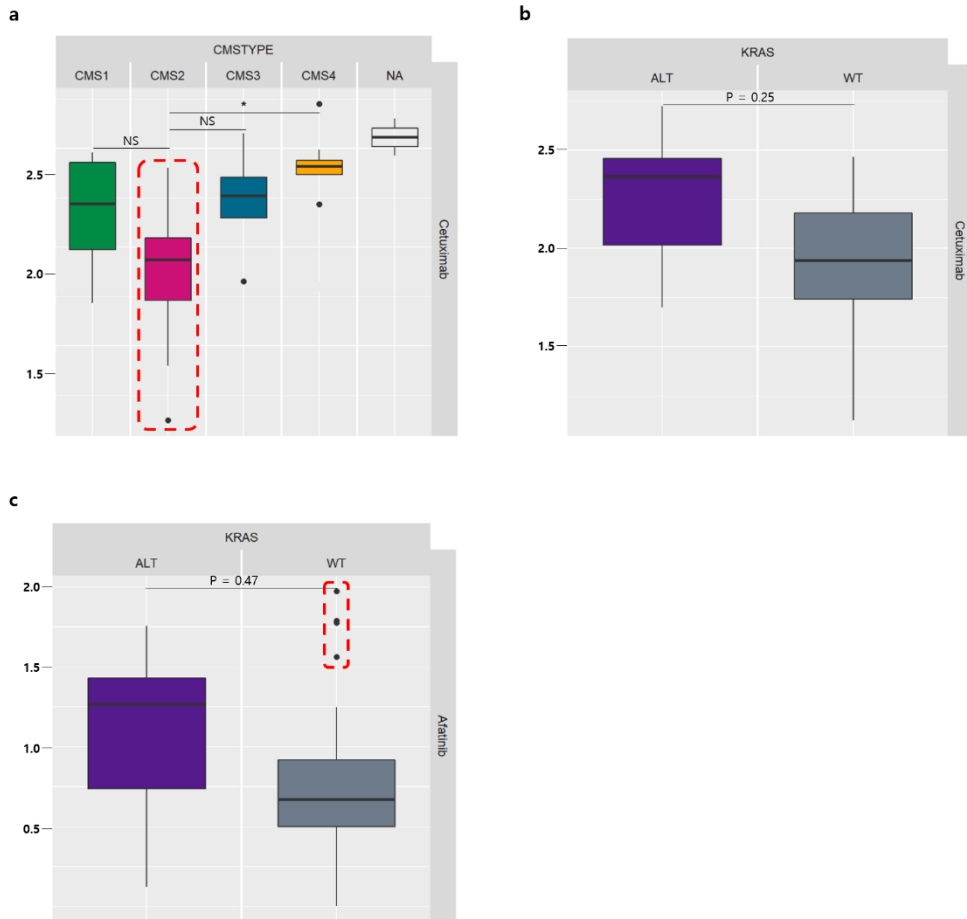 a
CMSTYPE
CMS1 CMS2 CMS3 CMS4 NA
*
NS
NS
2.5
2.0
1.5
Cetuximab
b
KRAS
ALT WT
P = 0.25
2.5
2.0
1.5
Cetuximab
c
KRAS
ALT WT
P = 0.47
2.0
1.5
1.0
0.5
Afatinib